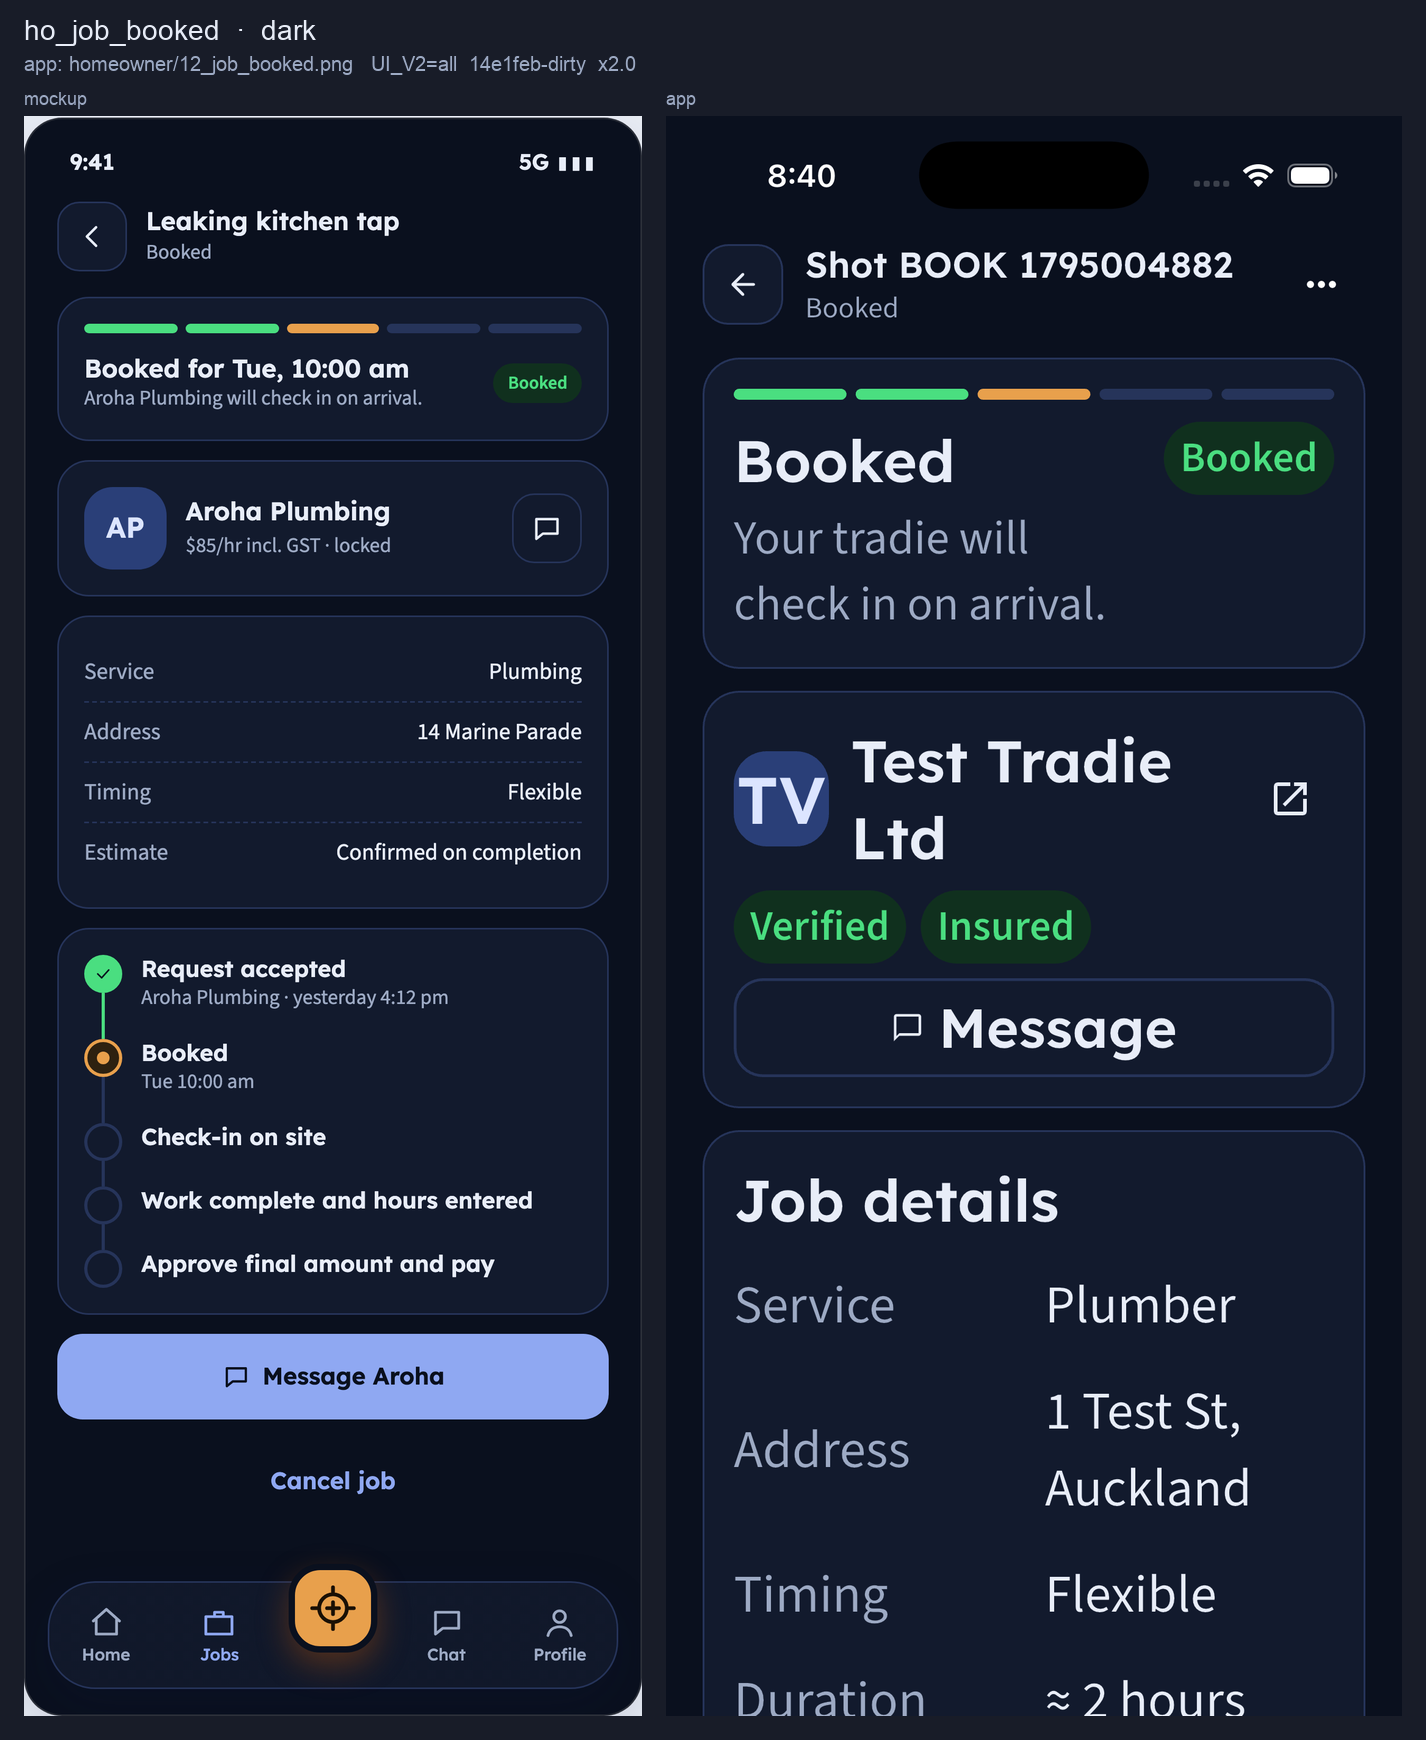 ho_job_booked · dark
app: homeowner/12_job_booked.png UI_V2=all 14e1feb-dirty x2.0
mockup
9:41
5G
Leaking kitchen tap
Booked
Booked for Tue, 10:00 am
Aroha Plumbing will check in on arrival.
Booked
AP
Aroha Plumbing
$85/hr incl. GST · locked
Service
Plumbing
Address
14 Marine Parade
Timing
Flexible
Estimate
Confirmed on completion
Request accepted
Aroha Plumbing · yesterday 4:12 pm
Booked
Tue 10:00 am
Check-in on site
Work complete and hours entered
Approve final amount and pay
Message Aroha
Cancel job
Home
Jobs
Chat
Profile
app
8:40
Shot BOOK 1795004882
Booked
Booked
Booked
Your tradie will
check in on arrival.
TV
Test Tradie
Ltd
Verified
Insured
Message
Job details
Service
Plumber
Address
1 Test St,
Auckland
Timing
Flexible
Duration
≈ 2 hours